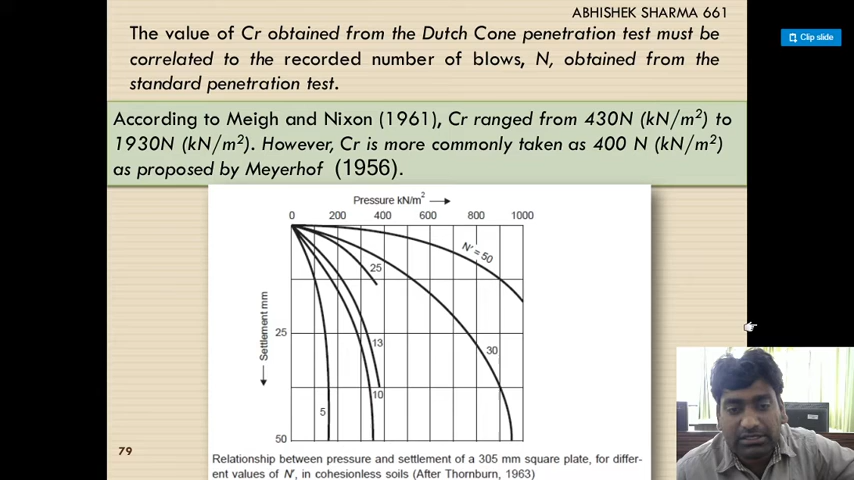 ABHISHEK SHARMA 661
Clip slide
The value of Cr obtained from the Dutch Cone penetration test must be
correlated to the recorded number of blows, N, obtained from the
standard penetration test.
According to Meigh and Nixon (1961), Cr ranged from 430N (kN/m²) to
1930N (kN/m²). However, Cr is more commonly taken as 400 N (kN/m²)
as proposed by Meyerhof (1956).
Pressure kN/m²
0 200 400 600 800 1000
N' = 50
25
Settlement mm
25
13
30
10
5
50
Relationship between pressure and settlement of a 305 mm square plate, for differ-
ent values of N', in cohesionless soils (After Thornburn, 1963)
79